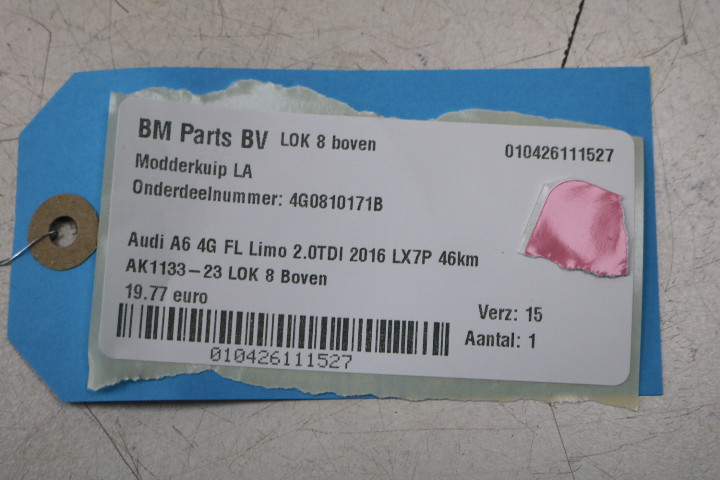 BM Parts BV LOK 8 boven 010426111527
Modderkuip LA
Onderdeelnummer: 4G0810171B
Audi A6 4G FL Limo 2.0TDI 2016 LX7P 46km
AK1133-23 LOK 8 Boven
19.77 euro
Verz: 15
Aantal: 1
010426111527